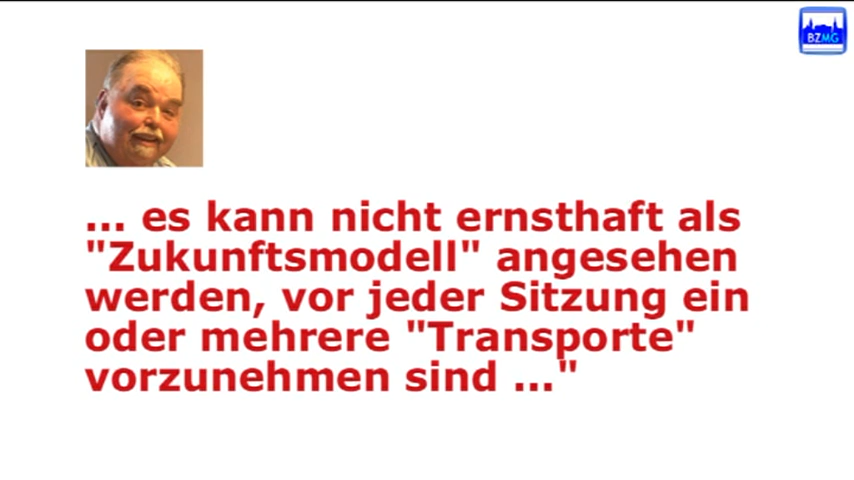 BZMG
... es kann nicht ernsthaft als
"Zukunftsmodell" angesehen
werden, vor jeder Sitzung ein
oder mehrere "Transporte"
vorzunehmen sind ..."